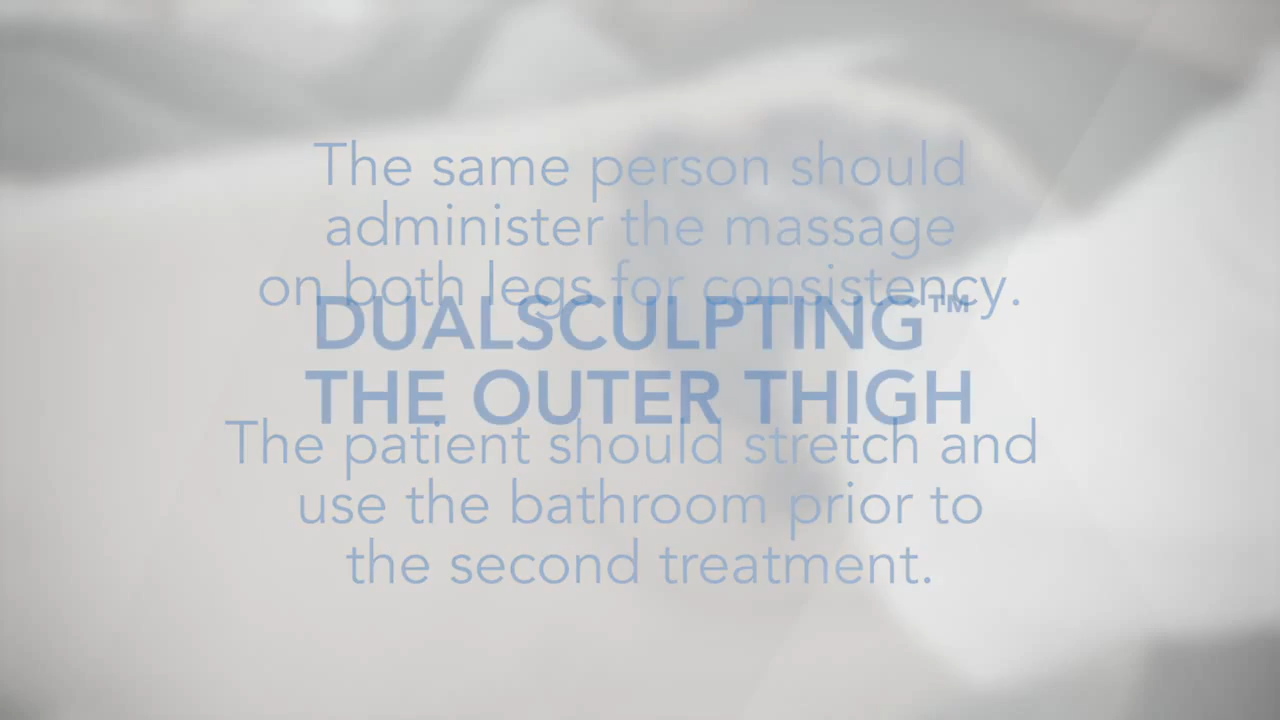 The same person should
administer the massage
on both legs for consistency.
DUALSCULPTING™
THE OUTER THIGH
The patient should stretch and
use the bathroom prior to
the second treatment.